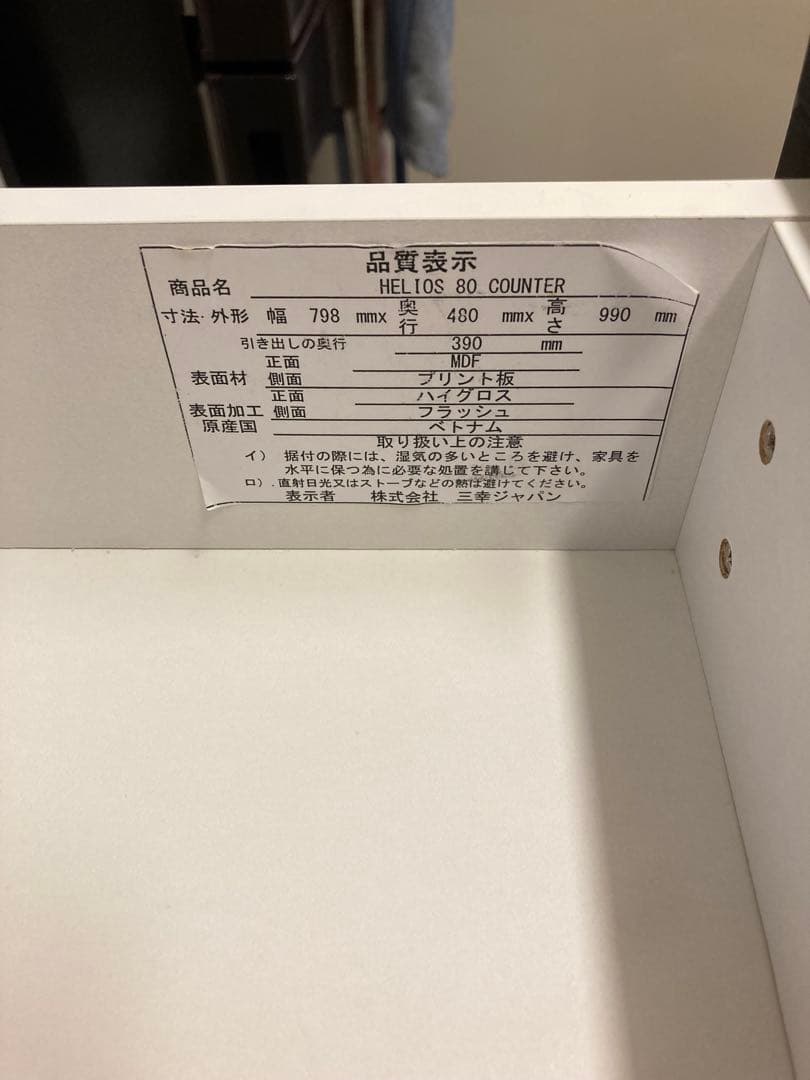 品質表示
商品名 HELIOS 80 COUNTER
寸法・外形 幅 798 mmx 奥行 480 mmx 高さ 990 mm
引き出しの奥行 390 mm
表面材 正面 MDF
側面 プリント板
表面加工 正面 ハイグロス
側面 フラッシュ
原産国 ベトナム
取り扱い上の注意
イ) 据付の際には、湿気の多いところを避け、家具を
水平に保つ為に必要な処置を講じて下さい。
ロ).直射日光又はストーブなどの熱は避けてください。
表示者 株式会社 三幸ジャパン